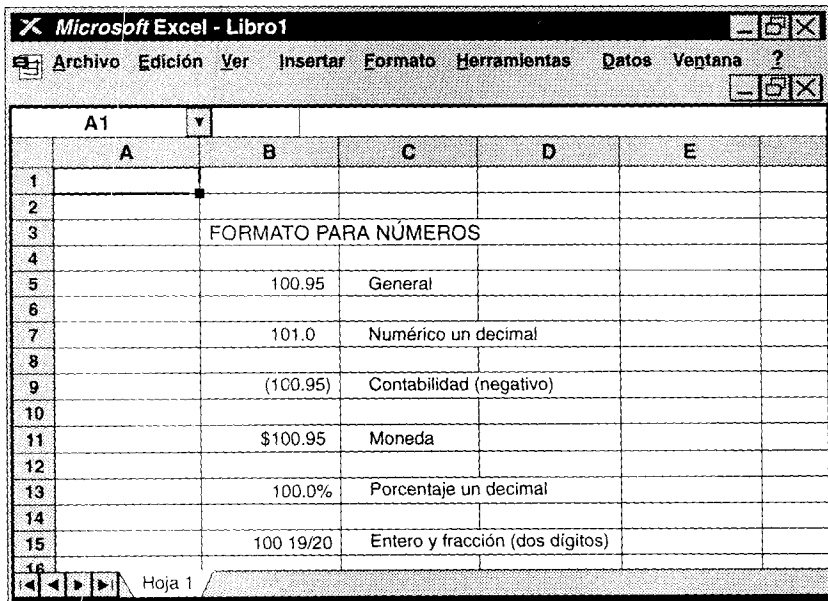 Microsoft Excel - Libro1
Archivo Edición Ver Insertar Formato Herramientas Datos Ventana ?
A1
A B C D E
1
2
3 FORMATO PARA NÚMEROS
4
5 100.95 General
6
7 101.0 Numérico un decimal
8
9 (100.95) Contabilidad (negativo)
10
11 $100.95 Moneda
12
13 100.0% Porcentaje un decimal
14
15 100 19/20 Entero y fracción (dos dígitos)
16
Hoja 1